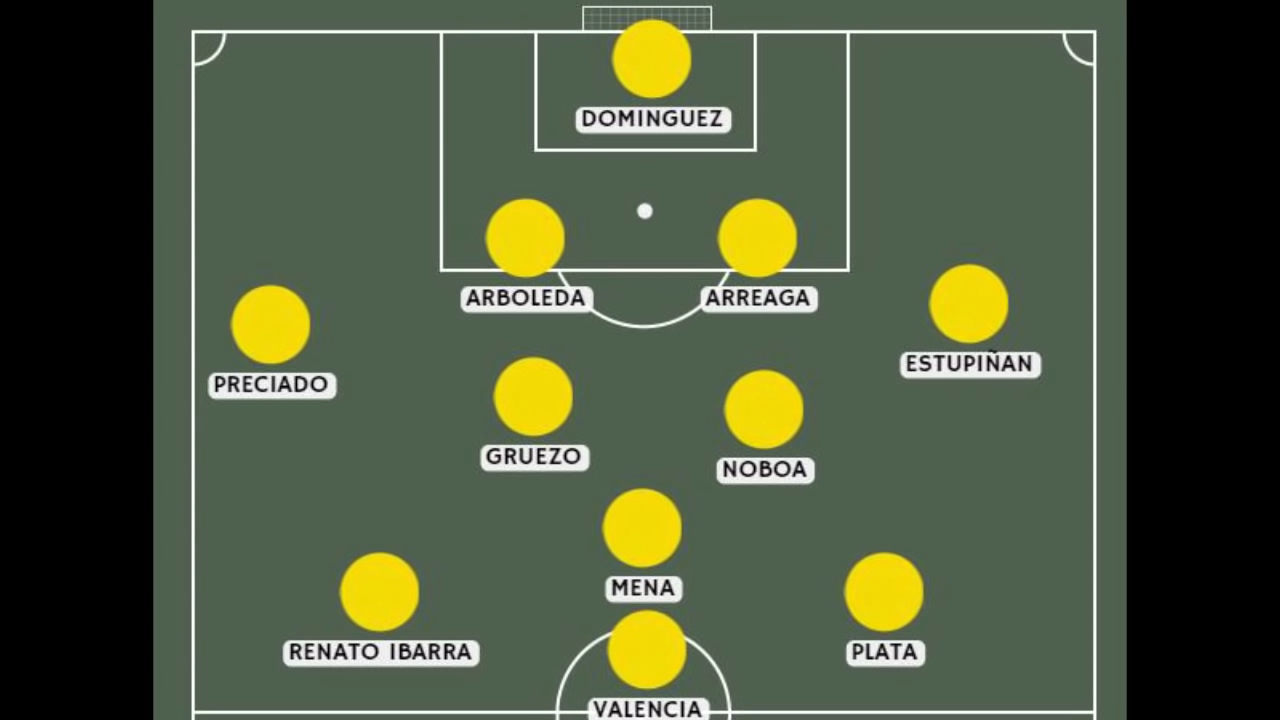 DOMINGUEZ
ARBOLEDA
ARREAGA
PRECIADO
ESTUPIÑAN
GRUEZO
NOBOA
MENA
RENATO IBARRA
PLATA
VALENCIA